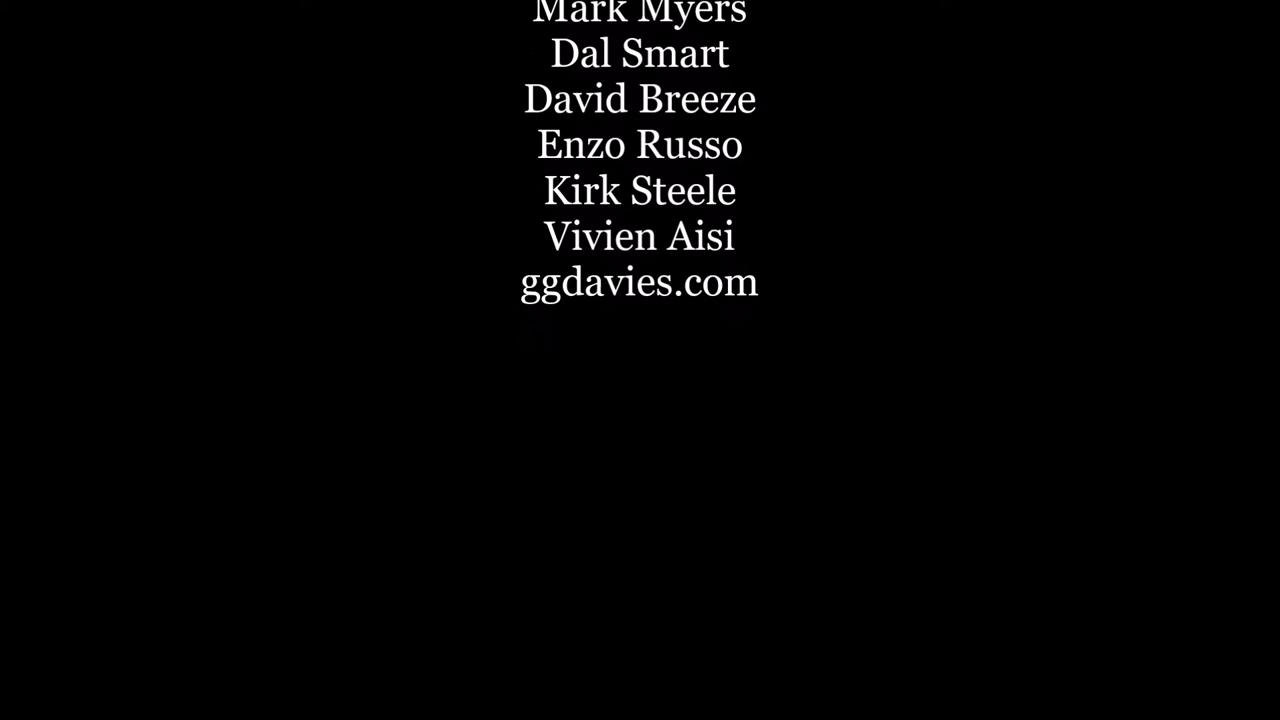 Mark Myers
Dal Smart
David Breeze
Enzo Russo
Kirk Steele
Vivien Aisi
ggdavies.com